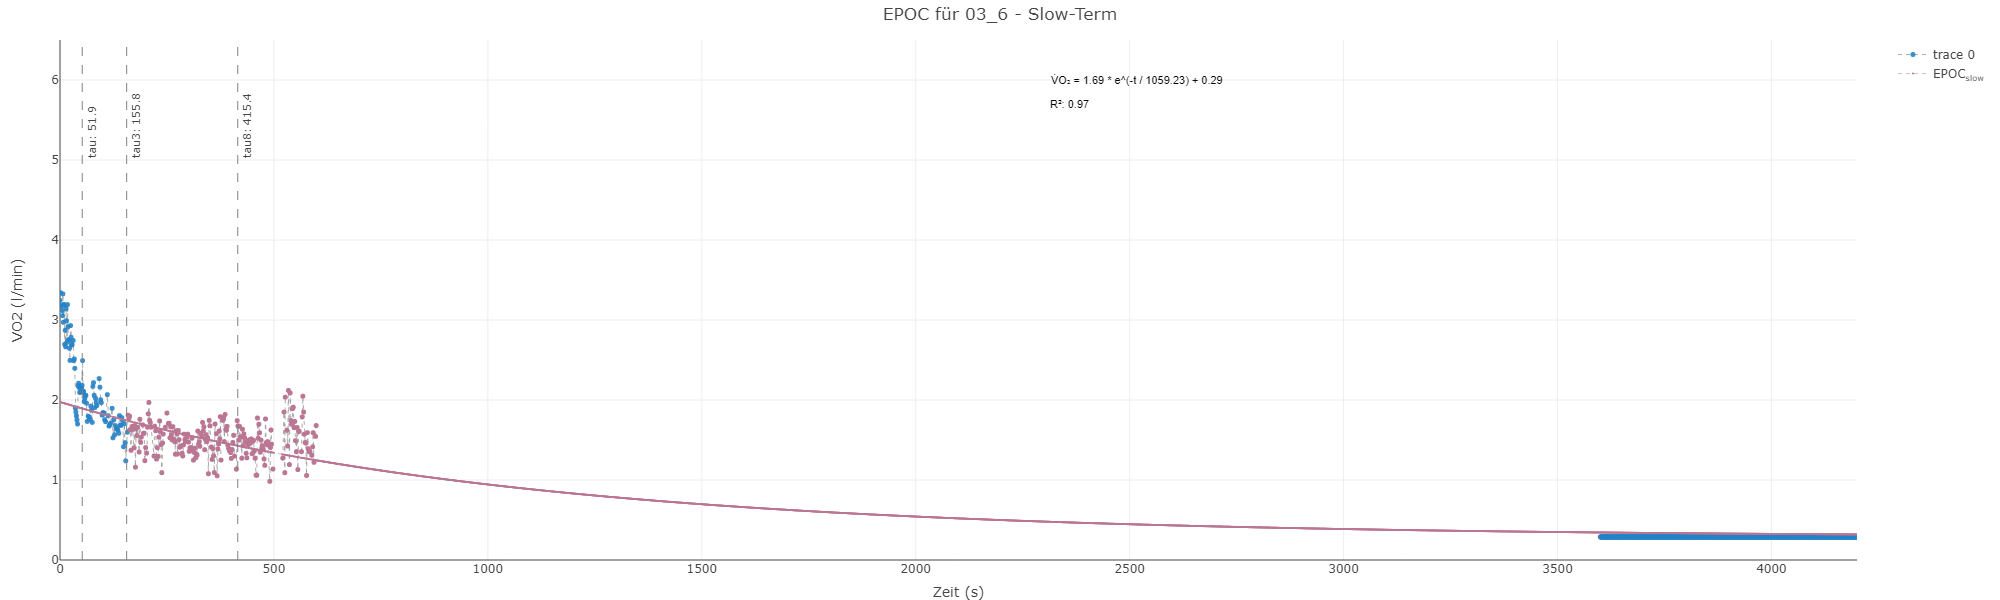 EPOC für 03_6 - Slow-Term
trace 0
EPOCslow
V̇O₂ = 1.69 * e^(-t / 1059.23) + 0.29
R²: 0.97
tau: 51.9
tau3: 155.8
tau8: 415.4
VO2 (l/min)
6
5
4
3
2
1
0
0 500 1000 1500 2000 2500 3000 3500 4000
Zeit (s)